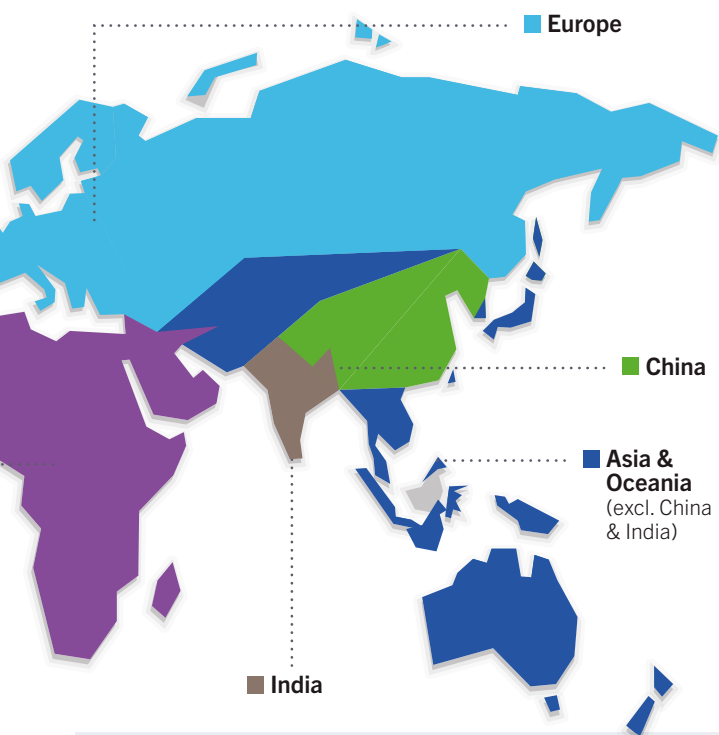 Europe
China
Asia &
Oceania
(excl. China
& India)
India